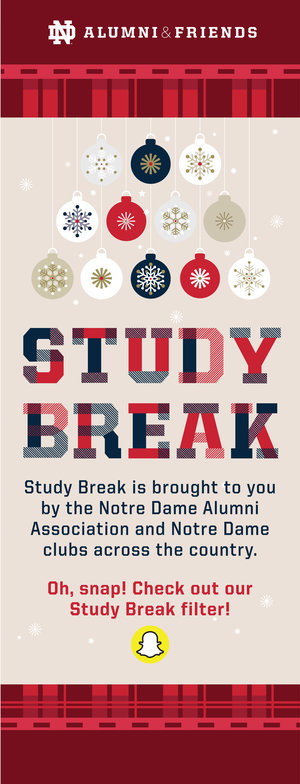 ND ALUMNI & FRIENDS
STUDY
BREAK
Study Break is brought to you
by the Notre Dame Alumni
Association and Notre Dame
clubs across the country.
Oh, snap! Check out our
Study Break filter!